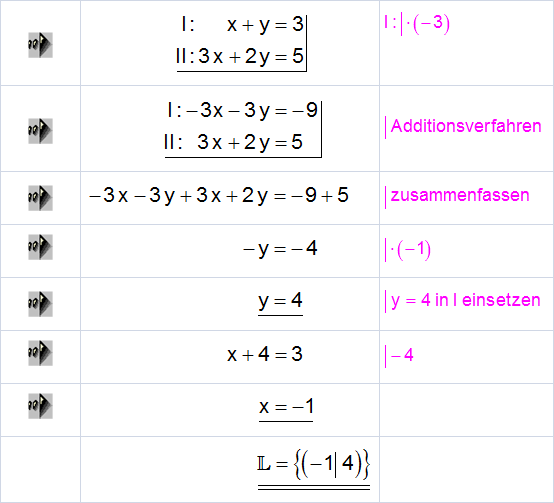 I: x + y = 3 I: | · (−3)
II: 3x + 2y = 5
I: −3x − 3y = −9
II: 3x + 2y = 5 | Additionsverfahren
−3x − 3y + 3x + 2y = −9 + 5 | zusammenfassen
−y = −4 | · (−1)
y = 4 | y = 4 in I einsetzen
x + 4 = 3 | − 4
x = −1
𝕃 = {(−1| 4)}